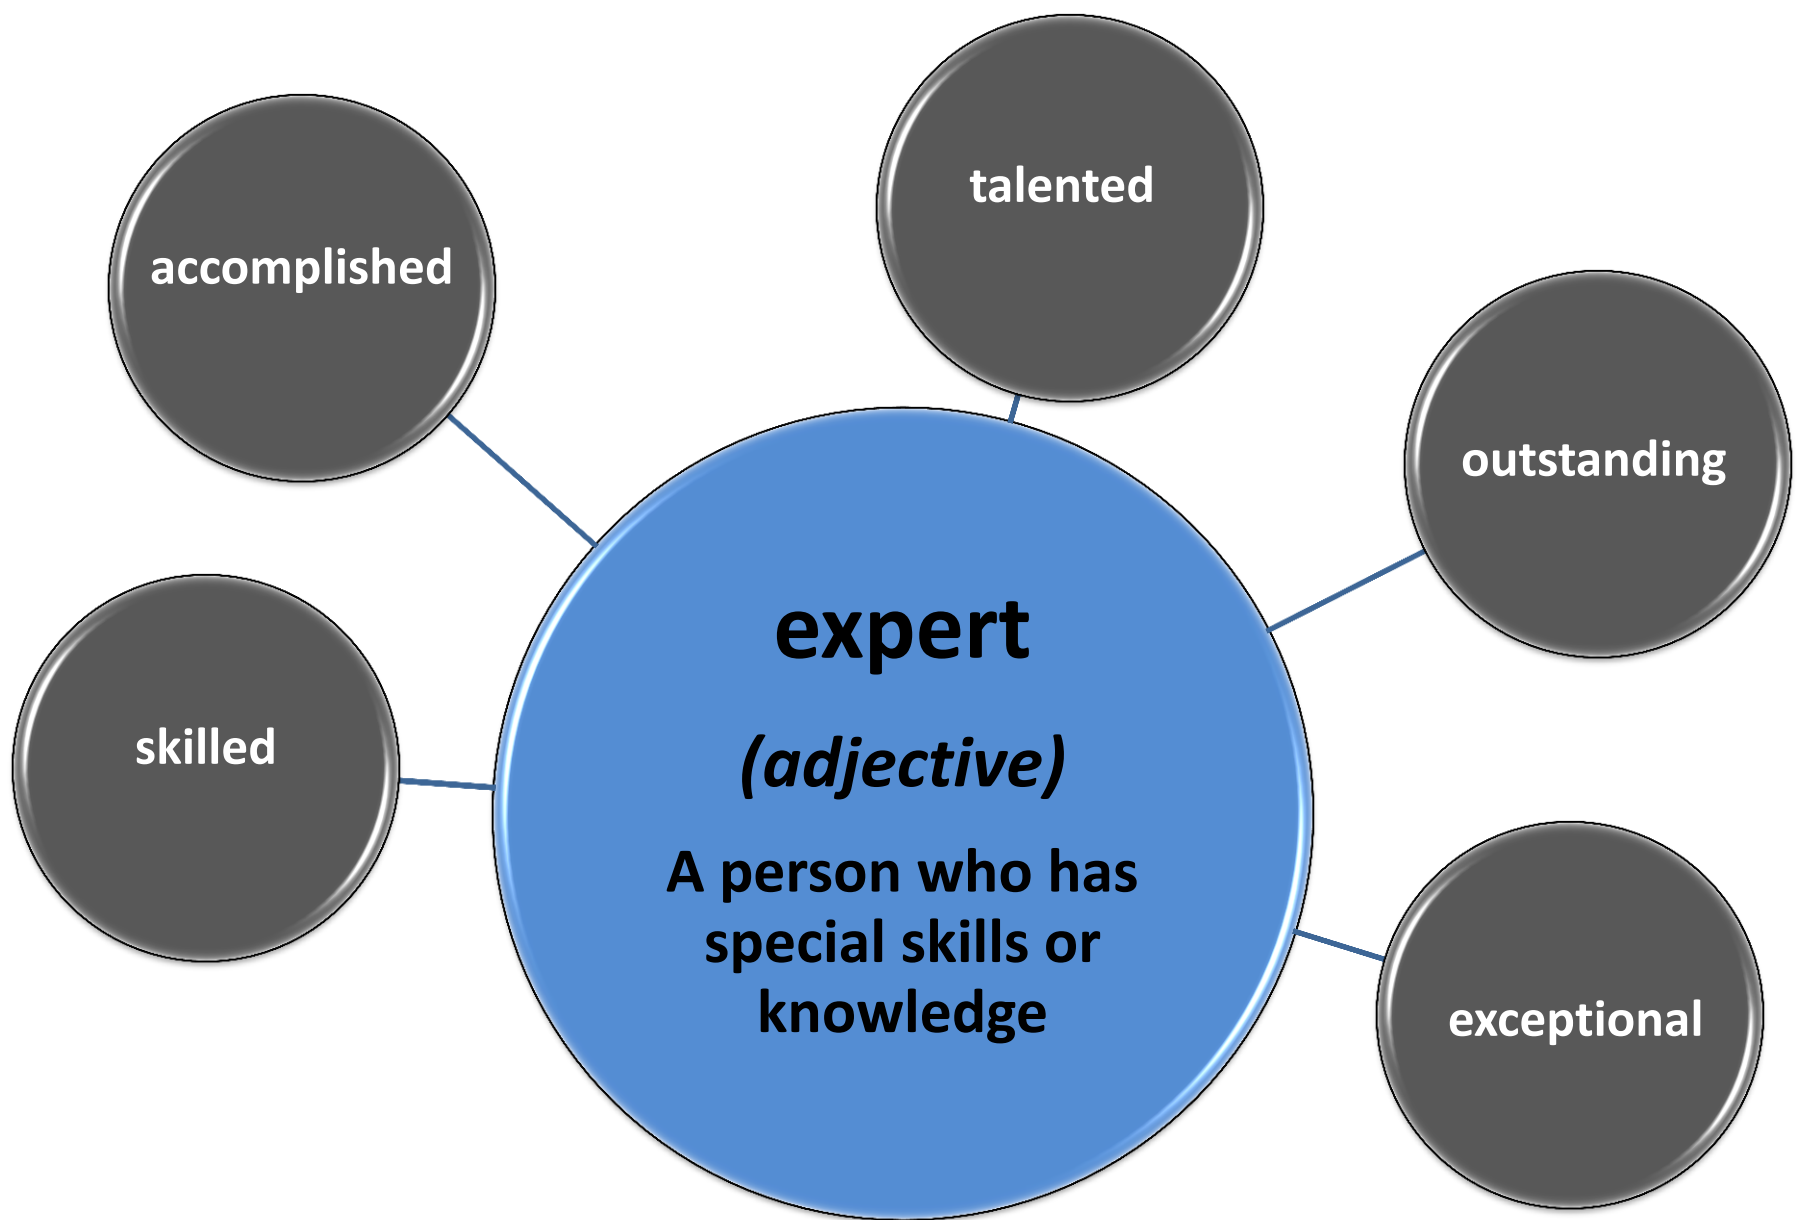 talented
accomplished
outstanding
skilled
expert
(adjective)
A person who has
special skills or
knowledge
exceptional